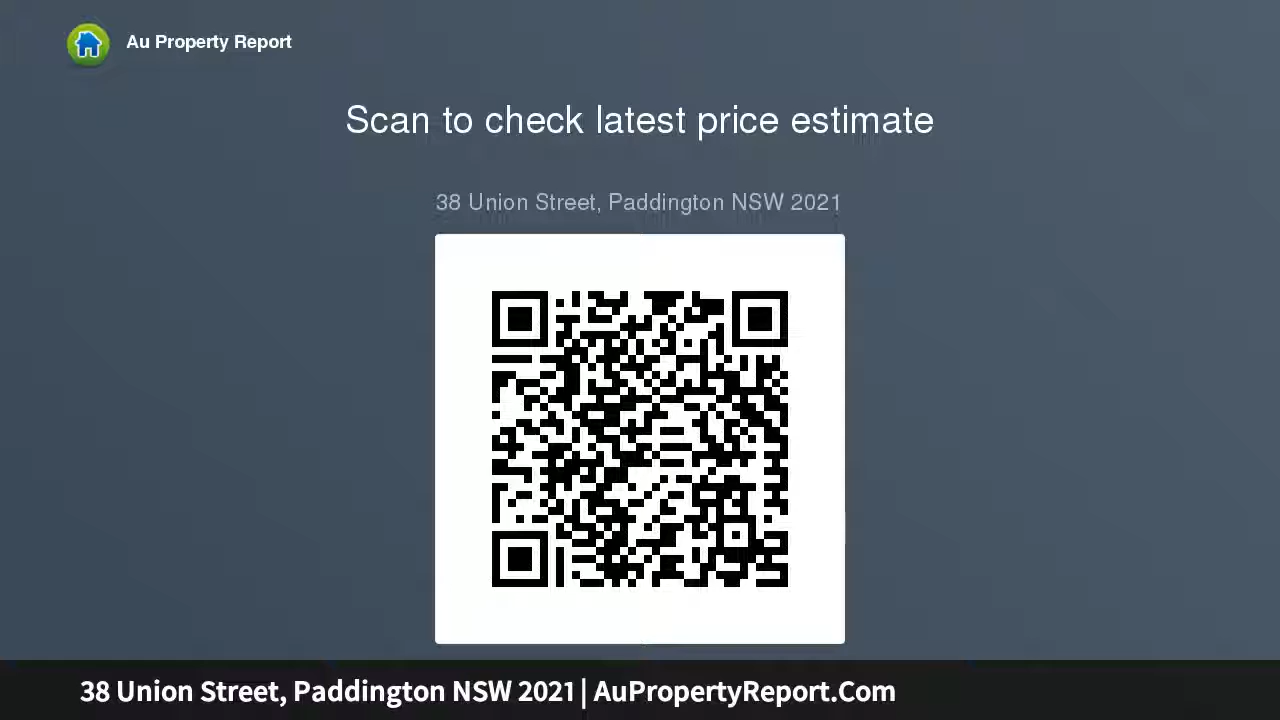 Au Property Report
Scan to check latest price estimate
38 Union Street, Paddington NSW 2021
38 Union Street, Paddington NSW 2021 | AuPropertyReport.Com